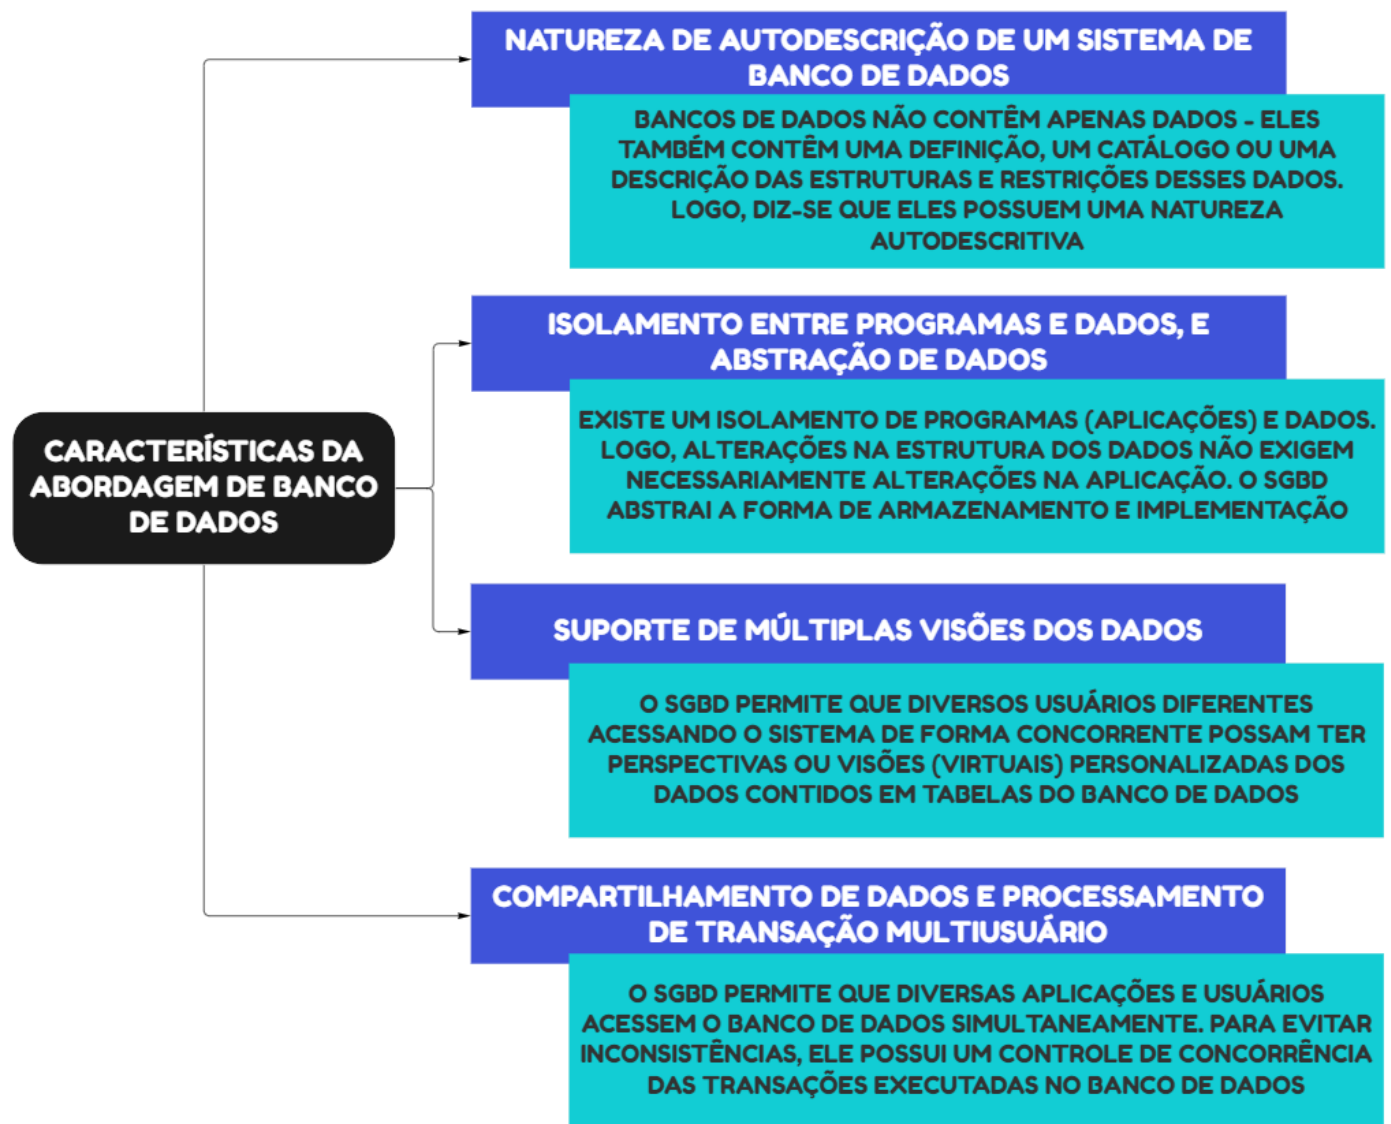 NATUREZA DE AUTODESCRIÇÃO DE UM SISTEMA DE
BANCO DE DADOS
BANCOS DE DADOS NÃO CONTÊM APENAS DADOS - ELES
TAMBÉM CONTÊM UMA DEFINIÇÃO, UM CATÁLOGO OU UMA
DESCRIÇÃO DAS ESTRUTURAS E RESTRIÇÕES DESSES DADOS.
LOGO, DIZ-SE QUE ELES POSSUEM UMA NATUREZA
AUTODESCRITIVA
ISOLAMENTO ENTRE PROGRAMAS E DADOS, E
ABSTRAÇÃO DE DADOS
EXISTE UM ISOLAMENTO DE PROGRAMAS (APLICAÇÕES) E DADOS.
LOGO, ALTERAÇÕES NA ESTRUTURA DOS DADOS NÃO EXIGEM
NECESSARIAMENTE ALTERAÇÕES NA APLICAÇÃO. O SGBD
ABSTRAI A FORMA DE ARMAZENAMENTO E IMPLEMENTAÇÃO
CARACTERÍSTICAS DA
ABORDAGEM DE BANCO
DE DADOS
SUPORTE DE MÚLTIPLAS VISÕES DOS DADOS
O SGBD PERMITE QUE DIVERSOS USUÁRIOS DIFERENTES
ACESSANDO O SISTEMA DE FORMA CONCORRENTE POSSAM TER
PERSPECTIVAS OU VISÕES (VIRTUAIS) PERSONALIZADAS DOS
DADOS CONTIDOS EM TABELAS DO BANCO DE DADOS
COMPARTILHAMENTO DE DADOS E PROCESSAMENTO
DE TRANSAÇÃO MULTIUSUÁRIO
O SGBD PERMITE QUE DIVERSAS APLICAÇÕES E USUÁRIOS
ACESSEM O BANCO DE DADOS SIMULTANEAMENTE. PARA EVITAR
INCONSISTÊNCIAS, ELE POSSUI UM CONTROLE DE CONCORRÊNCIA
DAS TRANSAÇÕES EXECUTADAS NO BANCO DE DADOS